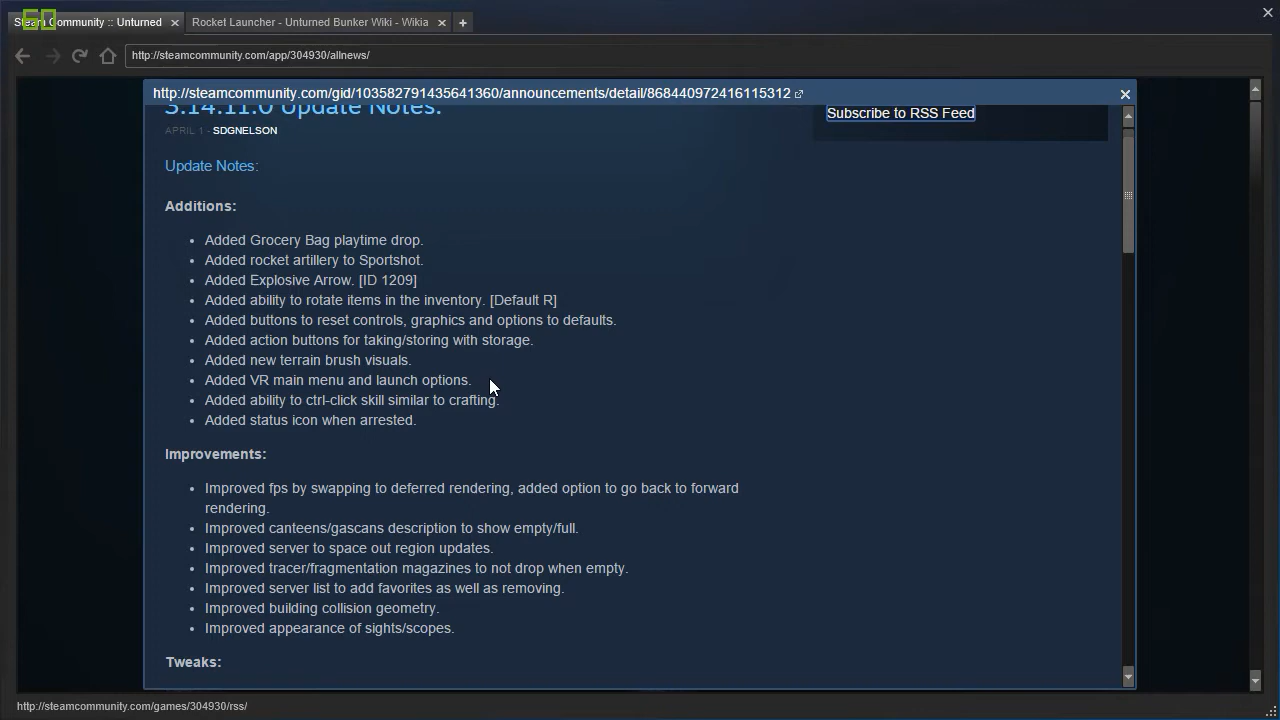 Steam Community :: Unturned
Rocket Launcher - Unturned Bunker Wiki - Wikia
http://steamcommunity.com/app/304930/allnews/
http://steamcommunity.com/gid/103582791435641360/announcements/detail/868440972416115312
3.14.11.0 Update Notes:
Subscribe to RSS Feed
APRIL 1 - SDGNELSON
Update Notes:
Additions:
• Added Grocery Bag playtime drop.
• Added rocket artillery to Sportshot.
• Added Explosive Arrow. [ID 1209]
• Added ability to rotate items in the inventory. [Default R]
• Added buttons to reset controls, graphics and options to defaults.
• Added action buttons for taking/storing with storage.
• Added new terrain brush visuals.
• Added VR main menu and launch options.
• Added ability to ctrl-click skill similar to crafting.
• Added status icon when arrested.
Improvements:
• Improved fps by swapping to deferred rendering, added option to go back to forward
rendering.
• Improved canteens/gascans description to show empty/full.
• Improved server to space out region updates.
• Improved tracer/fragmentation magazines to not drop when empty.
• Improved server list to add favorites as well as removing.
• Improved building collision geometry.
• Improved appearance of sights/scopes.
Tweaks:
http://steamcommunity.com/games/304930/rss/